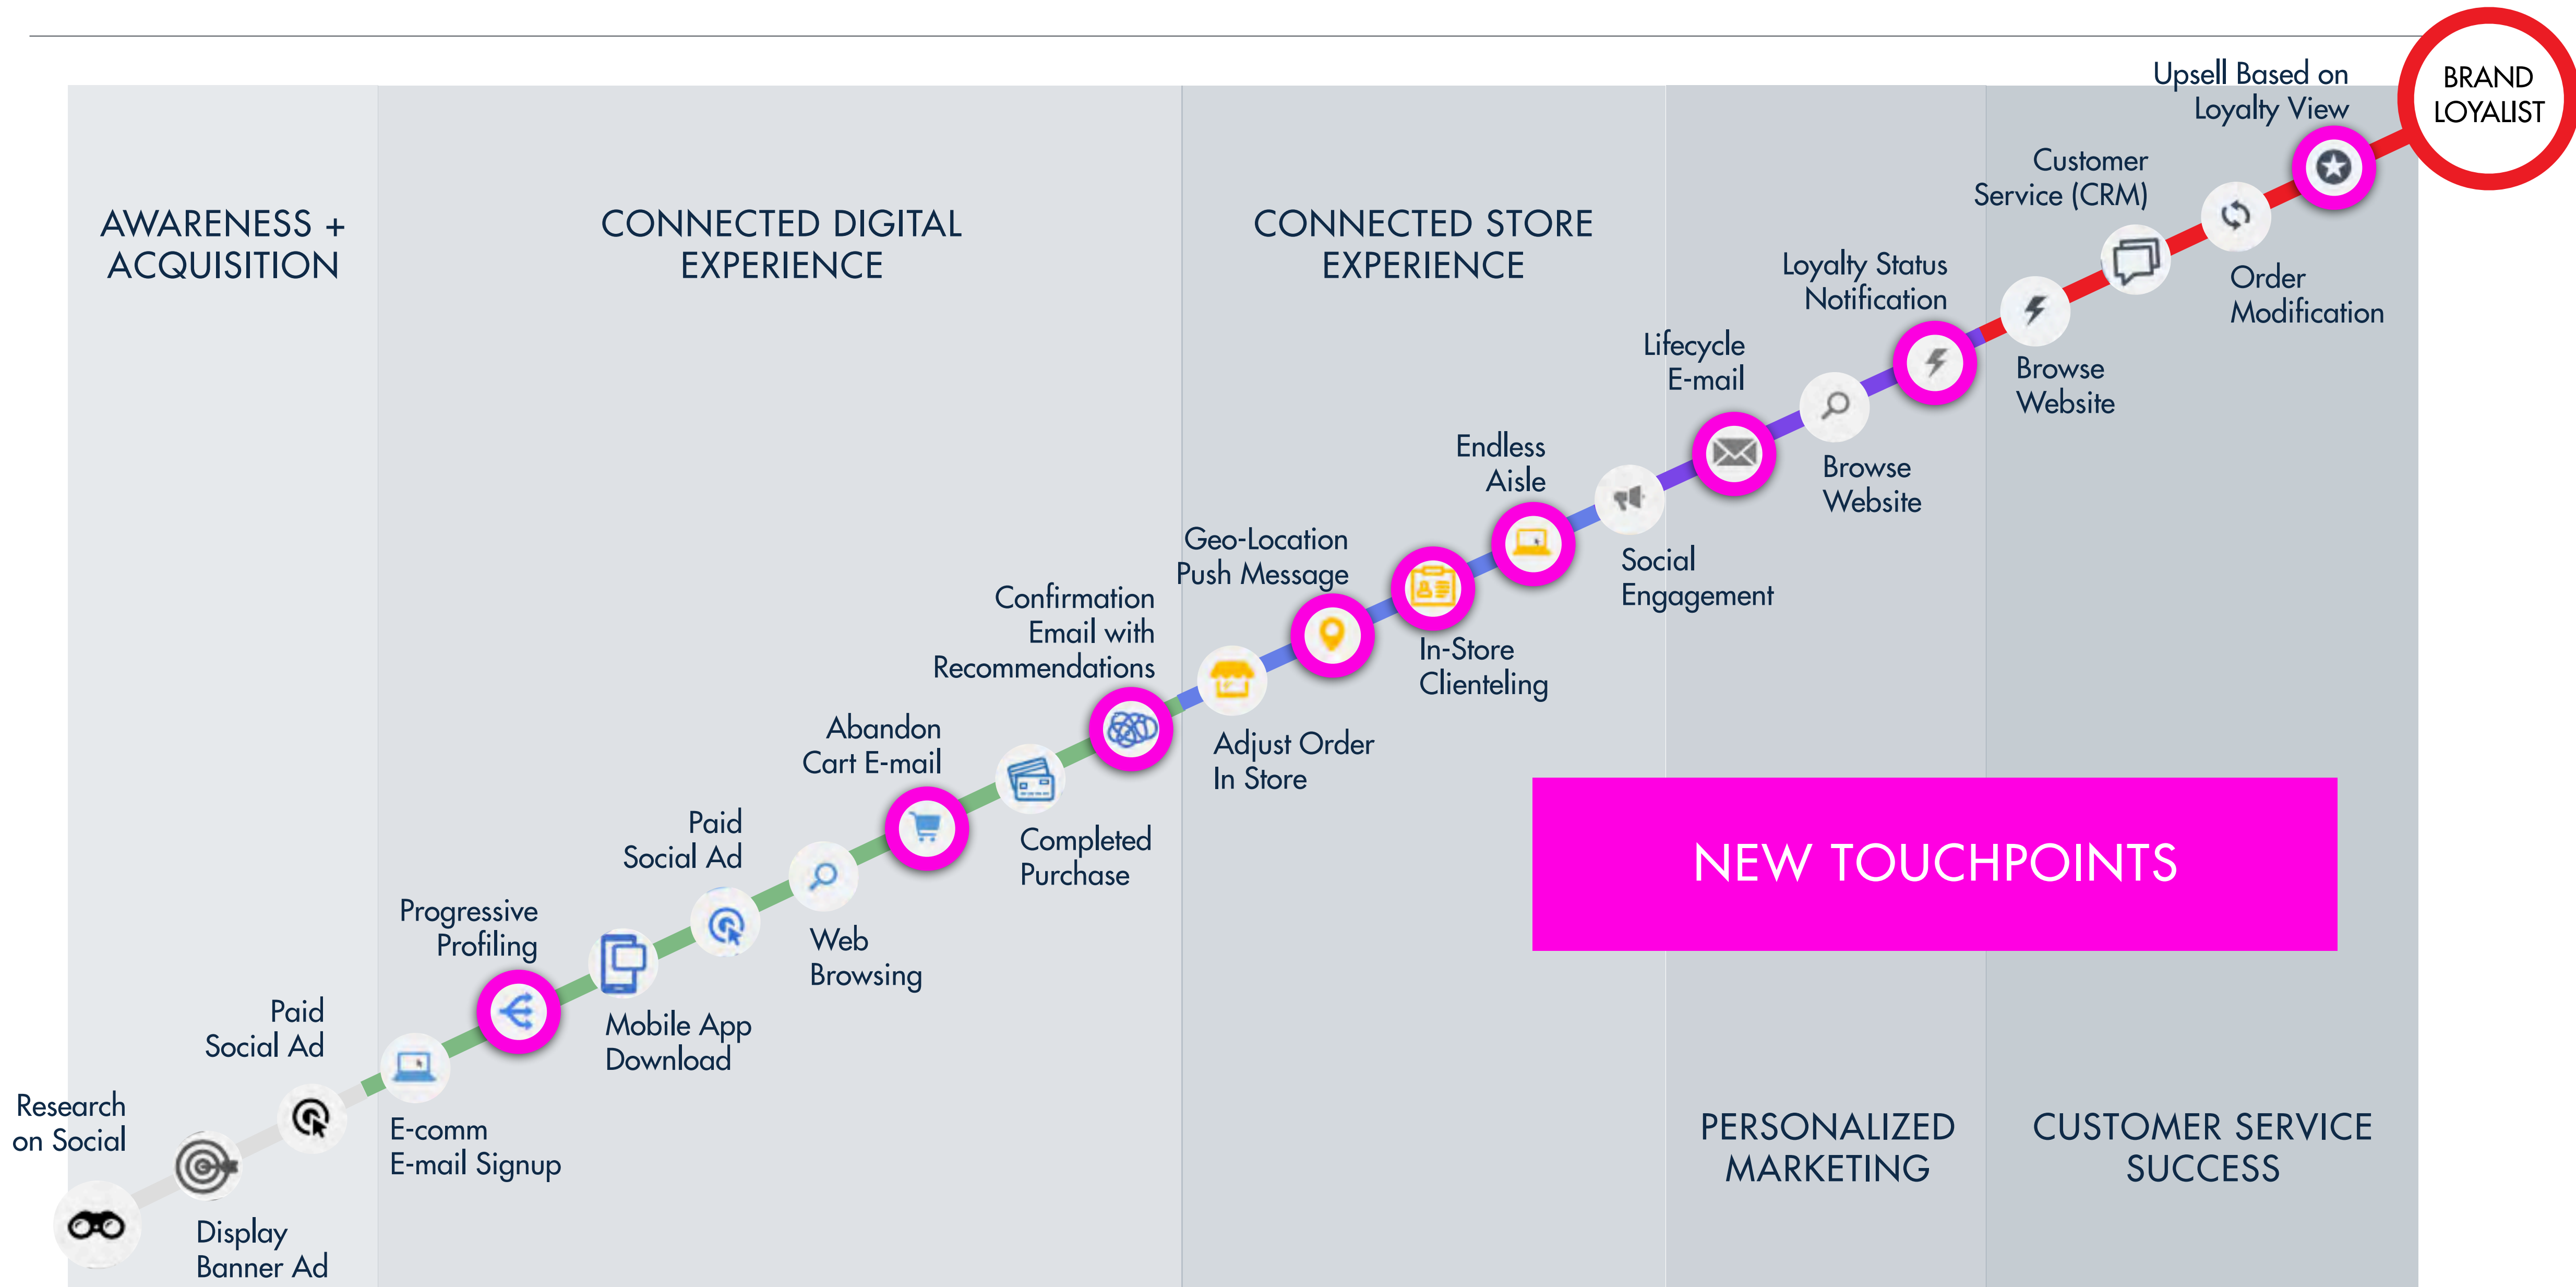 BRAND
LOYALIST
AWARENESS +
ACQUISITION
CONNECTED DIGITAL
EXPERIENCE
CONNECTED STORE
EXPERIENCE
PERSONALIZED
MARKETING
CUSTOMER SERVICE
SUCCESS
Research
on Social
Display
Banner Ad
Paid
Social Ad
E-comm
E-mail Signup
Progressive
Profiling
Mobile App
Download
Paid
Social Ad
Web
Browsing
Abandon
Cart E-mail
Completed
Purchase
Confirmation
Email with
Recommendations
Adjust Order
In Store
Geo-Location
Push Message
In-Store
Clienteling
Endless
Aisle
Social
Engagement
Lifecycle
E-mail
Browse
Website
Loyalty Status
Notification
Browse
Website
Customer
Service (CRM)
Order
Modification
Upsell Based on
Loyalty View
NEW TOUCHPOINTS